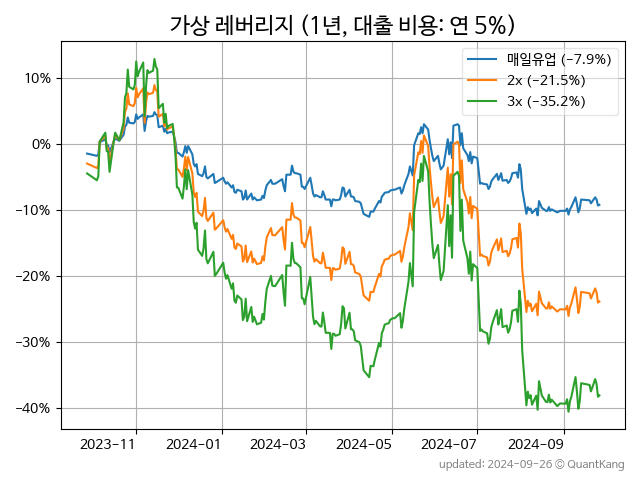 가상 레버리지 (1년, 대출 비용: 연 5%)
매일유업 (−7.9%)
2x (−21.5%)
3x (−35.2%)
10%
0%
−10%
−20%
−30%
−40%
2023-11
2024-01
2024-03
2024-05
2024-07
2024-09
updated: 2024-09-26 © QuantKang